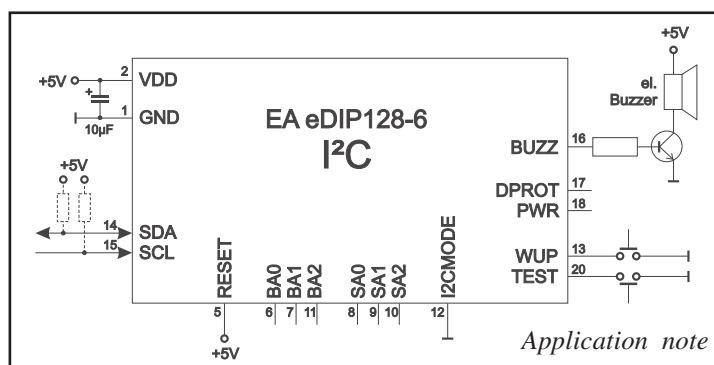 +5V
2 VDD
+5V
1 GND
10µF
EA eDIP128-6
I²C
el.
Buzzer
BUZZ 16
+5V
DPROT 17
PWR 18
14 SDA
15 SCL
WUP 13
TEST 20
RESET
BA0
BA1
BA2
SA0
SA1
SA2
I2CMODE
5
6
7
11
8
9
10
12
+5V
Application note